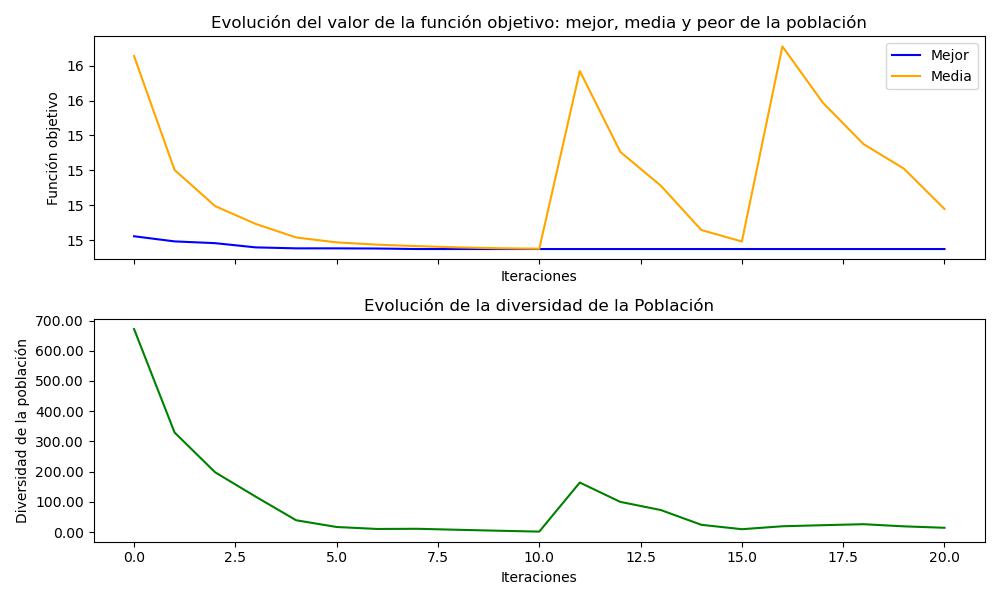 Evolución del valor de la función objetivo: mejor, media y peor de la población
Función objetivo
16
16
15
15
15
15
Mejor
Media
Iteraciones
Evolución de la diversidad de la Población
Diversidad de la población
700.00
600.00
500.00
400.00
300.00
200.00
100.00
0.00
0.0 2.5 5.0 7.5 10.0 12.5 15.0 17.5 20.0
Iteraciones